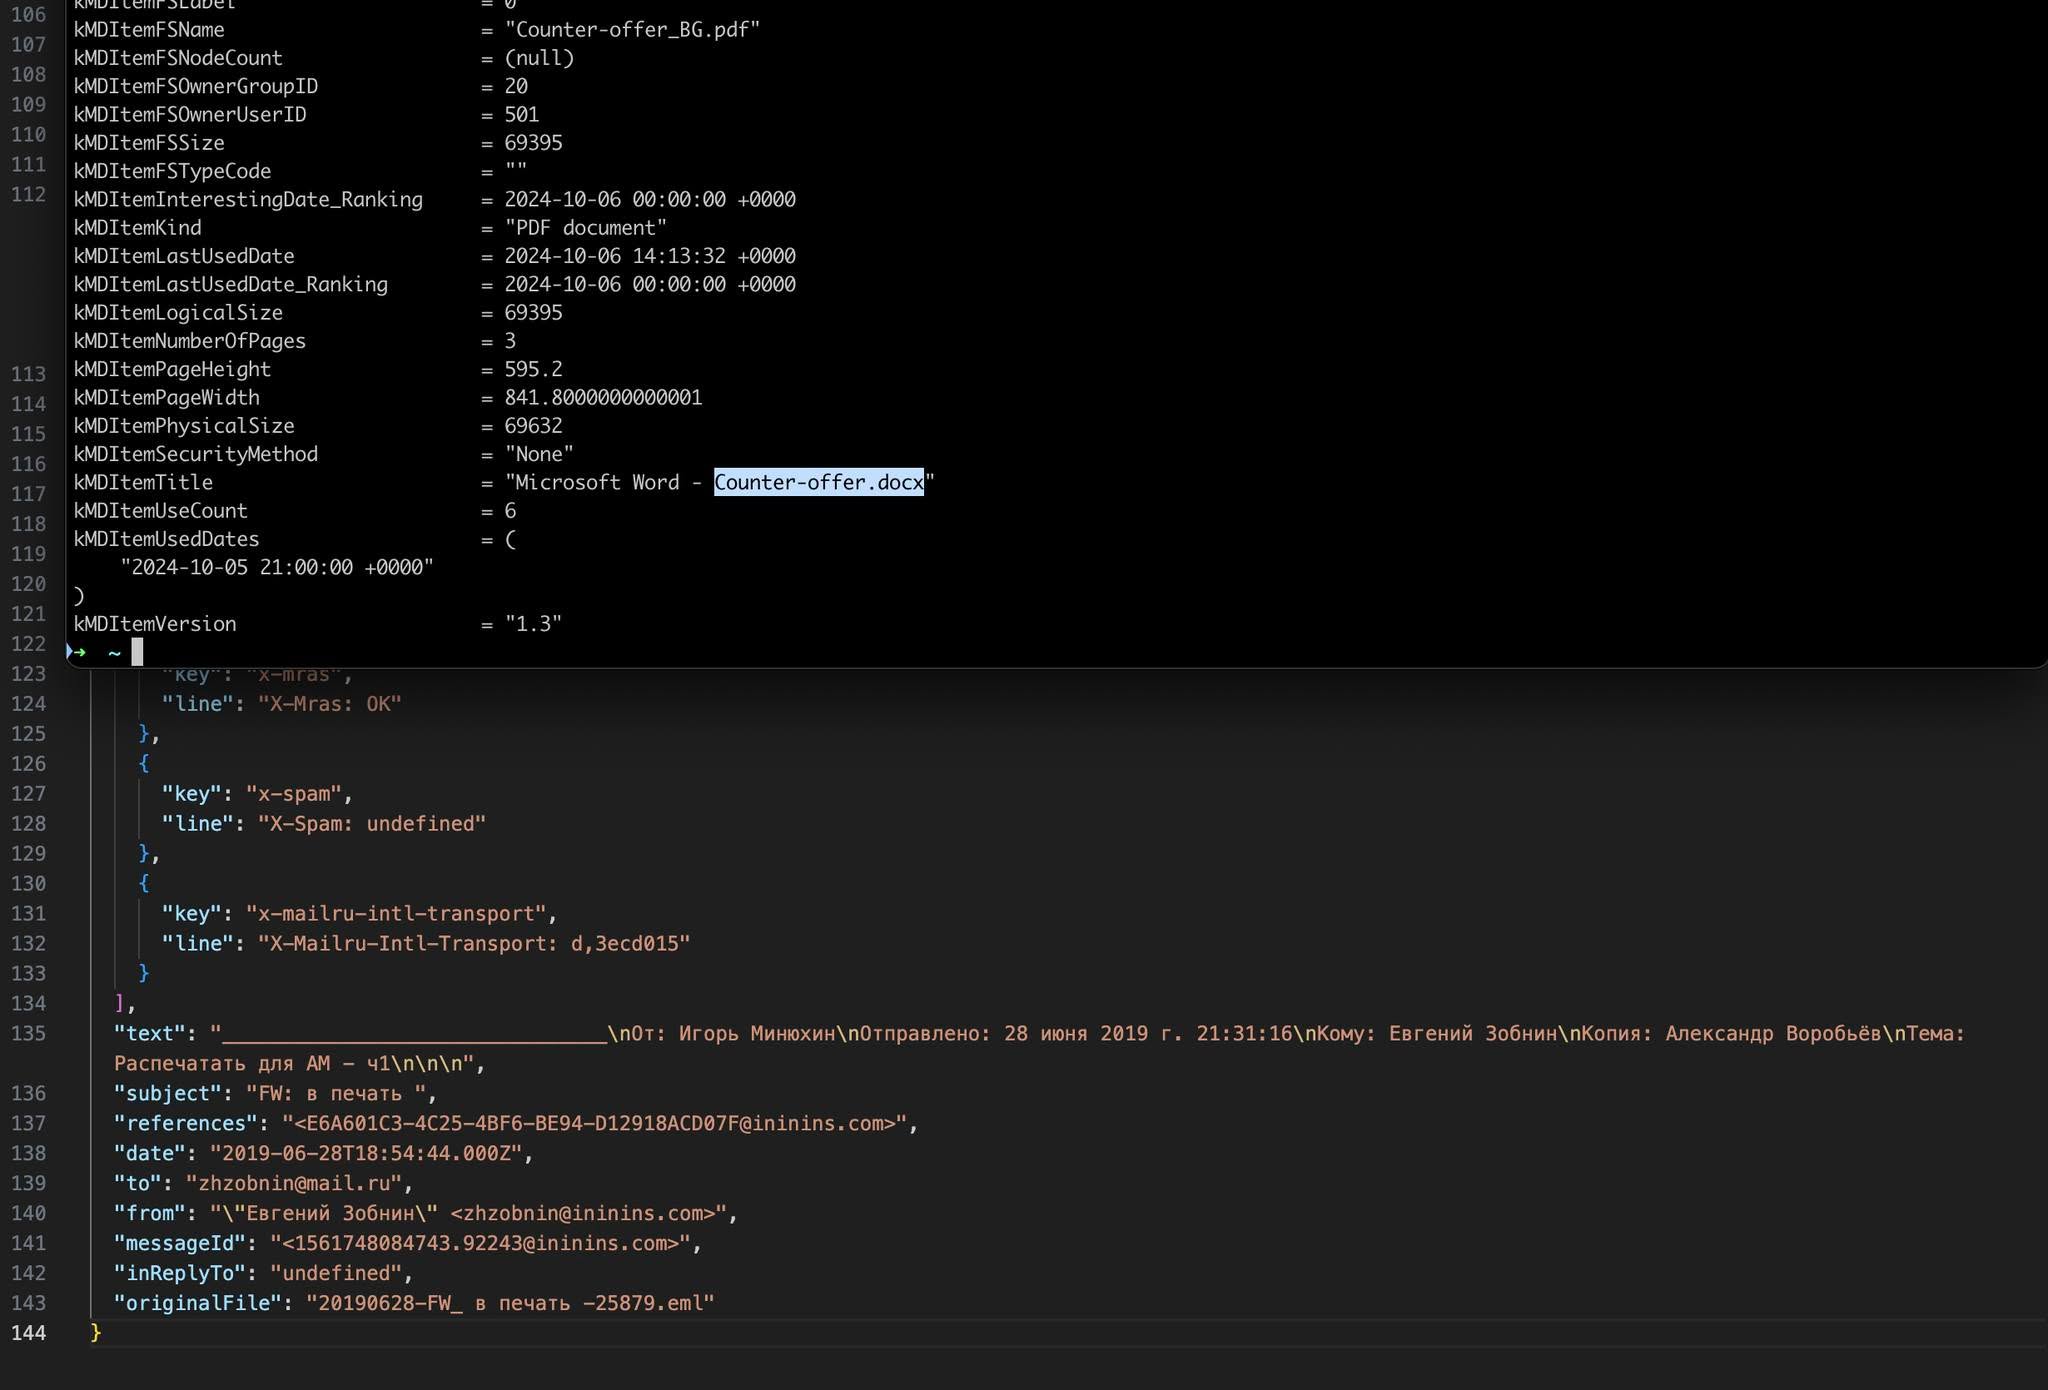 106
kMDItemFSLabel = 0
107
kMDItemFSName = "Counter-offer_BG.pdf"
kMDItemFSNodeCount = (null)
108
kMDItemFSOwnerGroupID = 20
109
kMDItemFSOwnerUserID = 501
110
kMDItemFSSize = 69395
111
kMDItemFSTypeCode = ""
112
kMDItemInterestingDate_Ranking = 2024-10-06 00:00:00 +0000
kMDItemKind = "PDF document"
kMDItemLastUsedDate = 2024-10-06 14:13:32 +0000
kMDItemLastUsedDate_Ranking = 2024-10-06 00:00:00 +0000
kMDItemLogicalSize = 69395
kMDItemNumberOfPages = 3
113
kMDItemPageHeight = 595.2
114
kMDItemPageWidth = 841.8000000000001
115
kMDItemPhysicalSize = 69632
116
kMDItemSecurityMethod = "None"
117
kMDItemTitle = "Microsoft Word - Counter-offer.docx"
118
kMDItemUseCount = 6
119
kMDItemUsedDates = (
"2024-10-05 21:00:00 +0000"
120
)
121
kMDItemVersion = "1.3"
122
➜ ~
123 "key": "x-mras",
124 "line": "X-Mras: OK"
125 },
126 {
127 "key": "x-spam",
128 "line": "X-Spam: undefined"
129 },
130 {
131 "key": "x-mailru-intl-transport",
132 "line": "X-Mailru-Intl-Transport: d,3ecd015"
133 }
134 ],
135 "text": "________________________________\nОт: Игорь Минюхин\nОтправлено: 28 июня 2019 г. 21:31:16\nКому: Евгений Зобнин\nКопия: Александр Воробьёв\nТема:
Распечатать для АМ – ч1\n\n\n",
136 "subject": "FW: в печать ",
137 "references": "<E6A601C3-4C25-4BF6-BE94-D12918ACD07F@ininins.com>",
138 "date": "2019-06-28T18:54:44.000Z",
139 "to": "zhzobnin@mail.ru",
140 "from": "\"Евгений Зобнин\" <zhzobnin@ininins.com>",
141 "messageId": "<1561748084743.92243@ininins.com>",
142 "inReplyTo": "undefined",
143 "originalFile": "20190628-FW_ в печать -25879.eml"
144 }